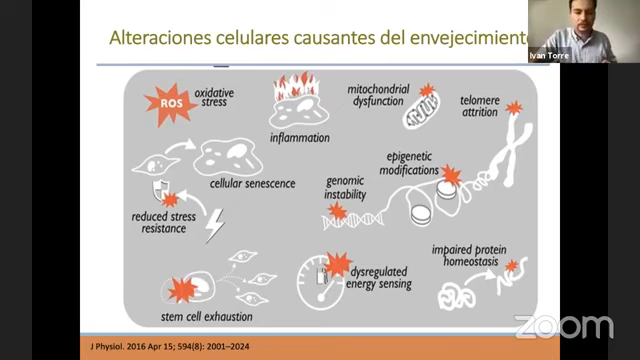 Alteraciones celulares causantes del envejecimiento
Ivan Torre
ROS
oxidative
stress
inflammation
mitochondrial
dysfunction
telomere
attrition
cellular senescence
epigenetic
modifications
genomic
instability
reduced stress
resistance
dysregulated
energy sensing
impaired protein
homeostasis
stem cell exhaustion
zoom
J Physiol. 2016 Apr 15; 594(8): 2001–2024